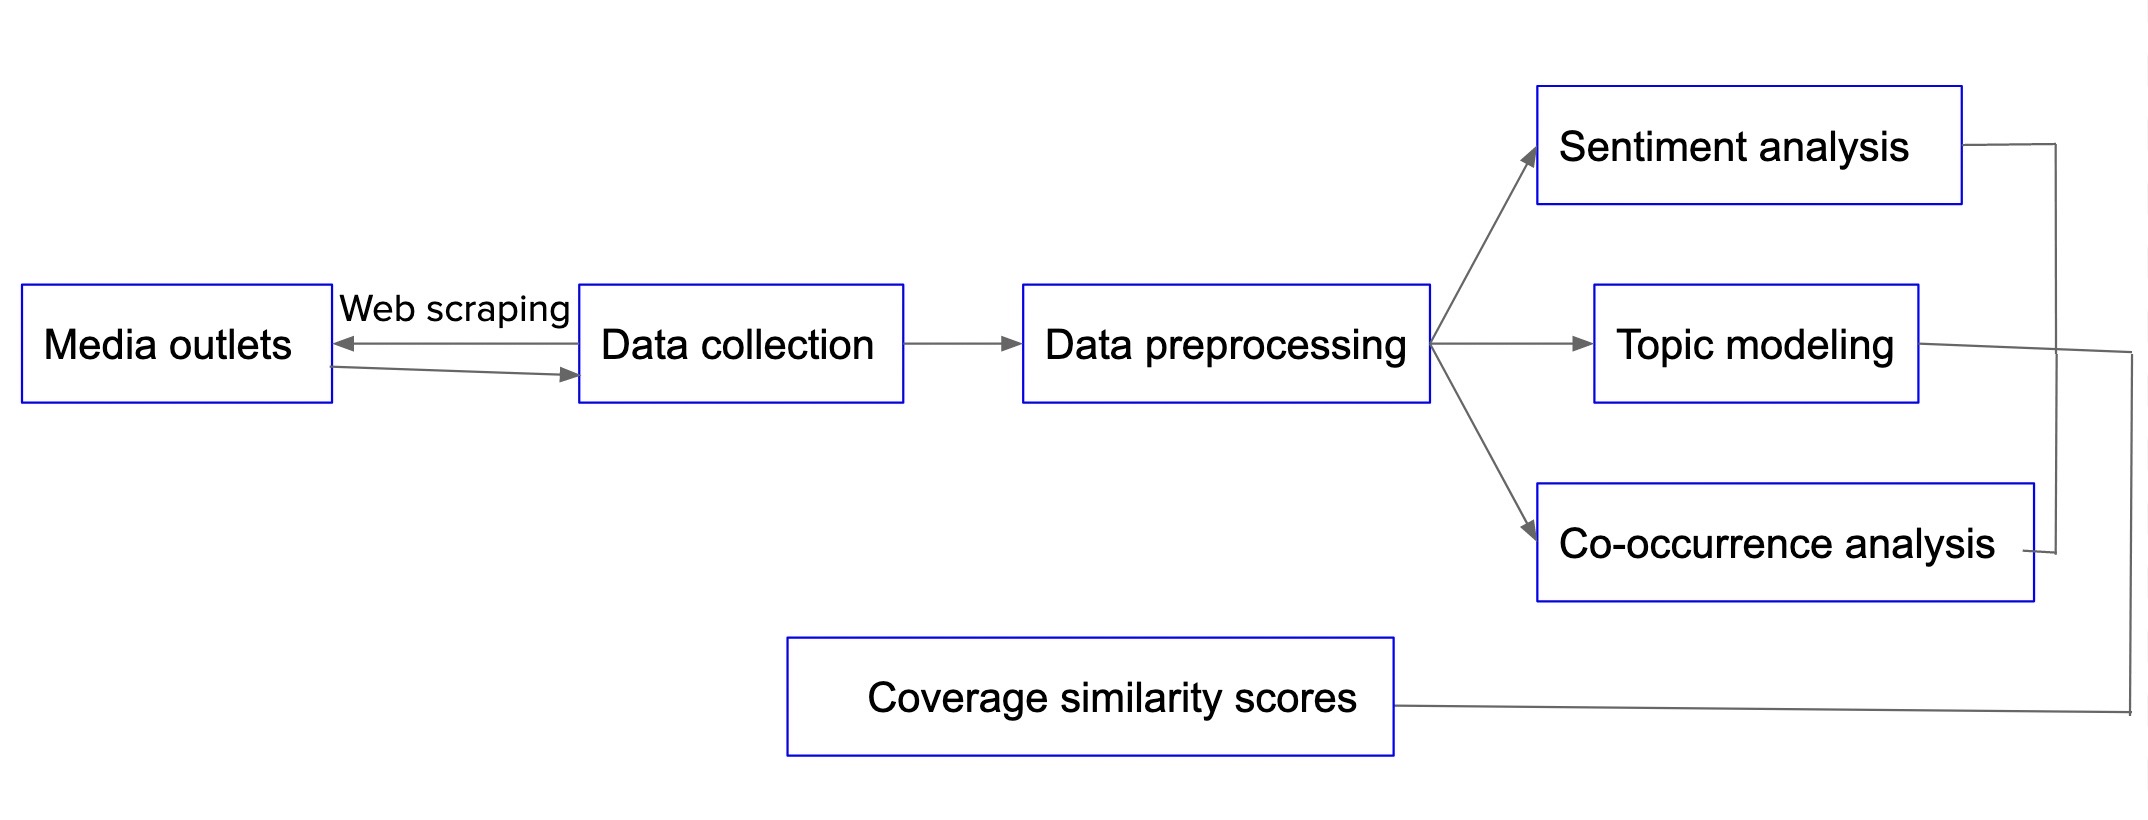 Sentiment analysis
Media outlets
Web scraping
Data collection
Data preprocessing
Topic modeling
Co-occurrence analysis
Coverage similarity scores